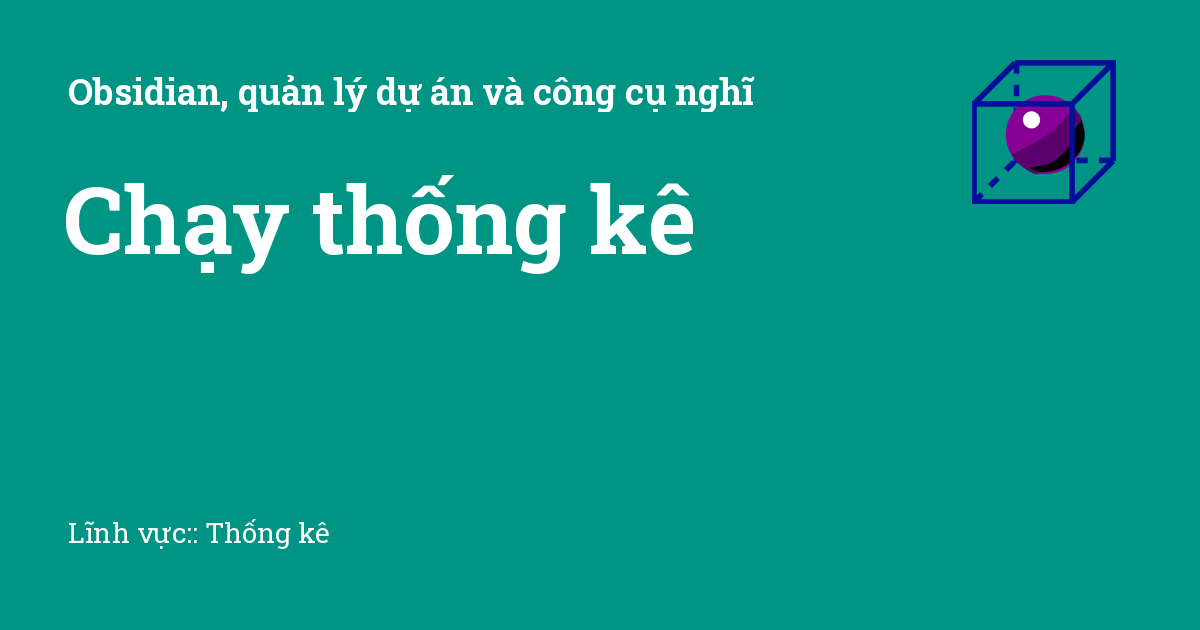 Obsidian, quản lý dự án và công cụ nghĩ
Chạy thống kê
Lĩnh vực:: Thống kê